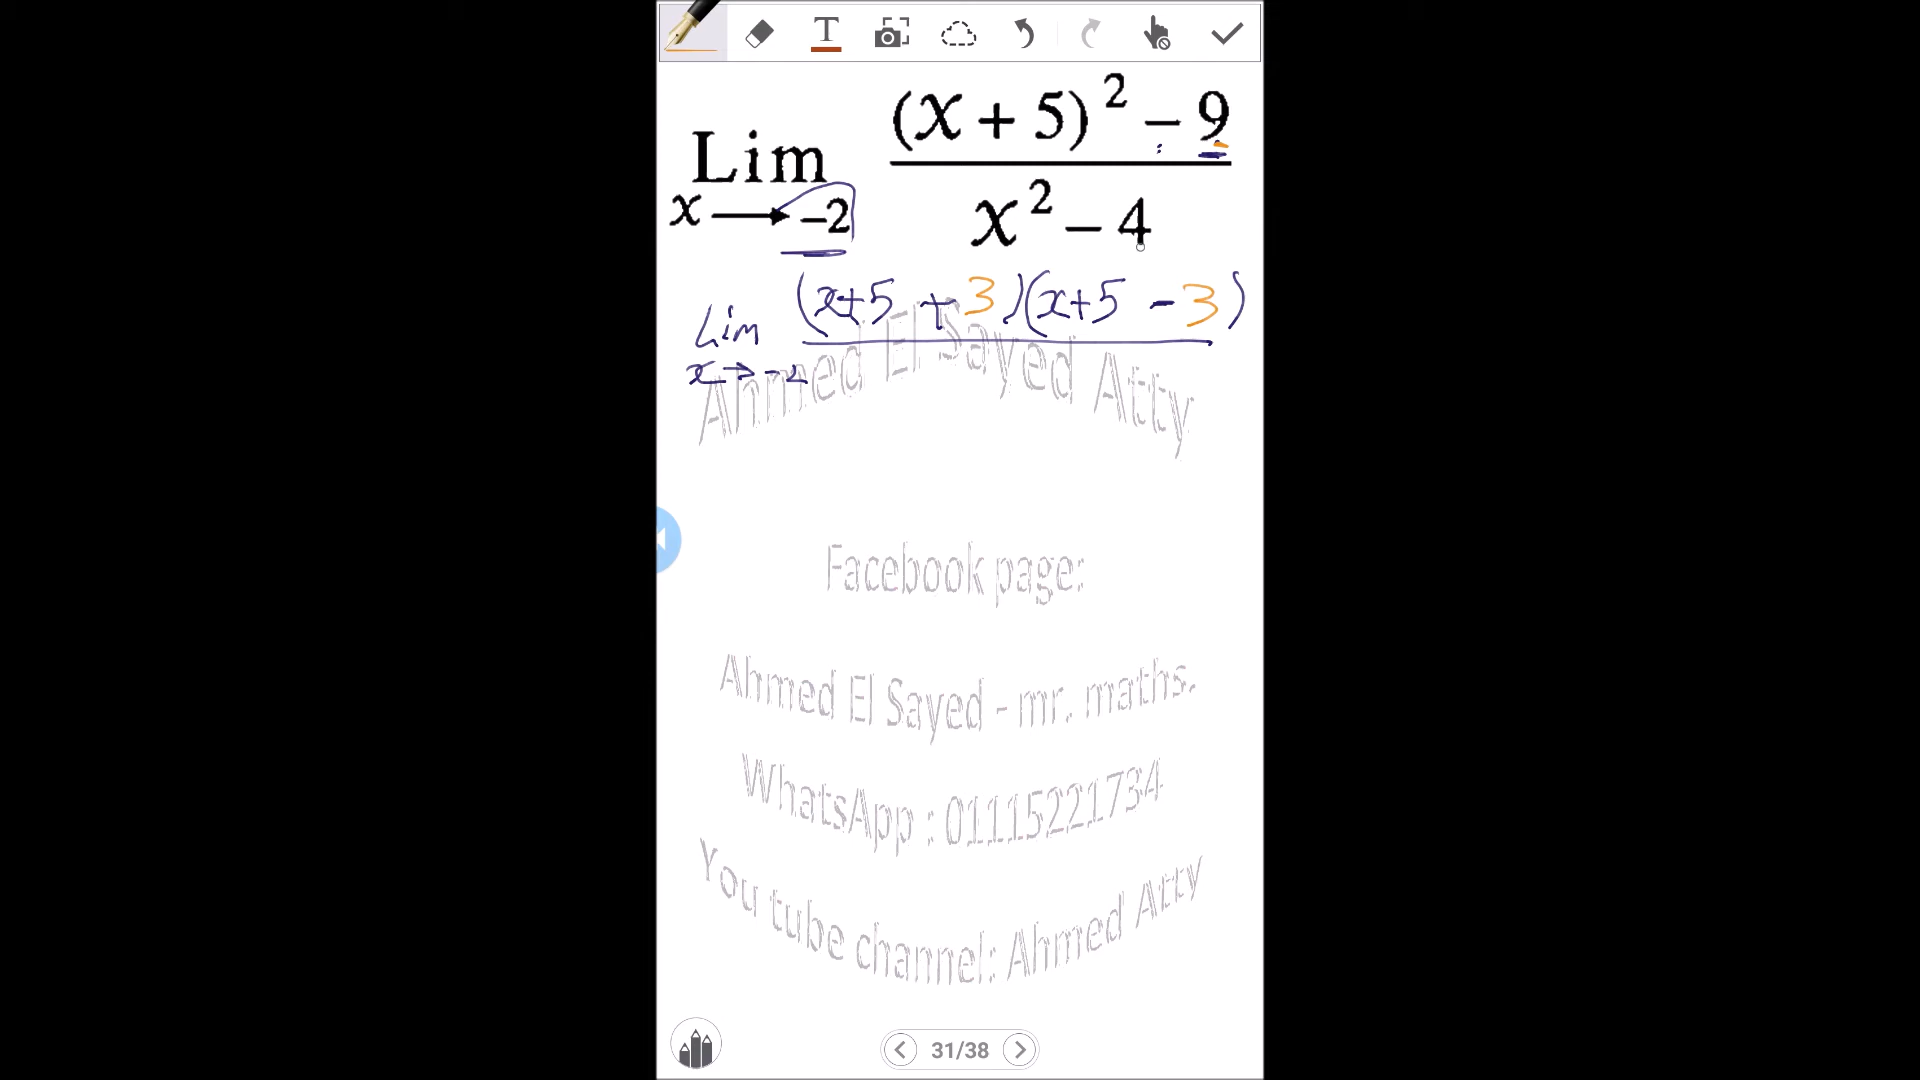 T
Lim x → -2 ((x + 5)² - 9) / (x² - 4)
Lim x → -2 (x+5 + 3)(x+5 - 3)
Ahmed El Sayed Atty
Facebook page:
Ahmed El Sayed - mr. maths.
WhatsApp : 01115221734
You tube channel: Ahmed Atty
31/38